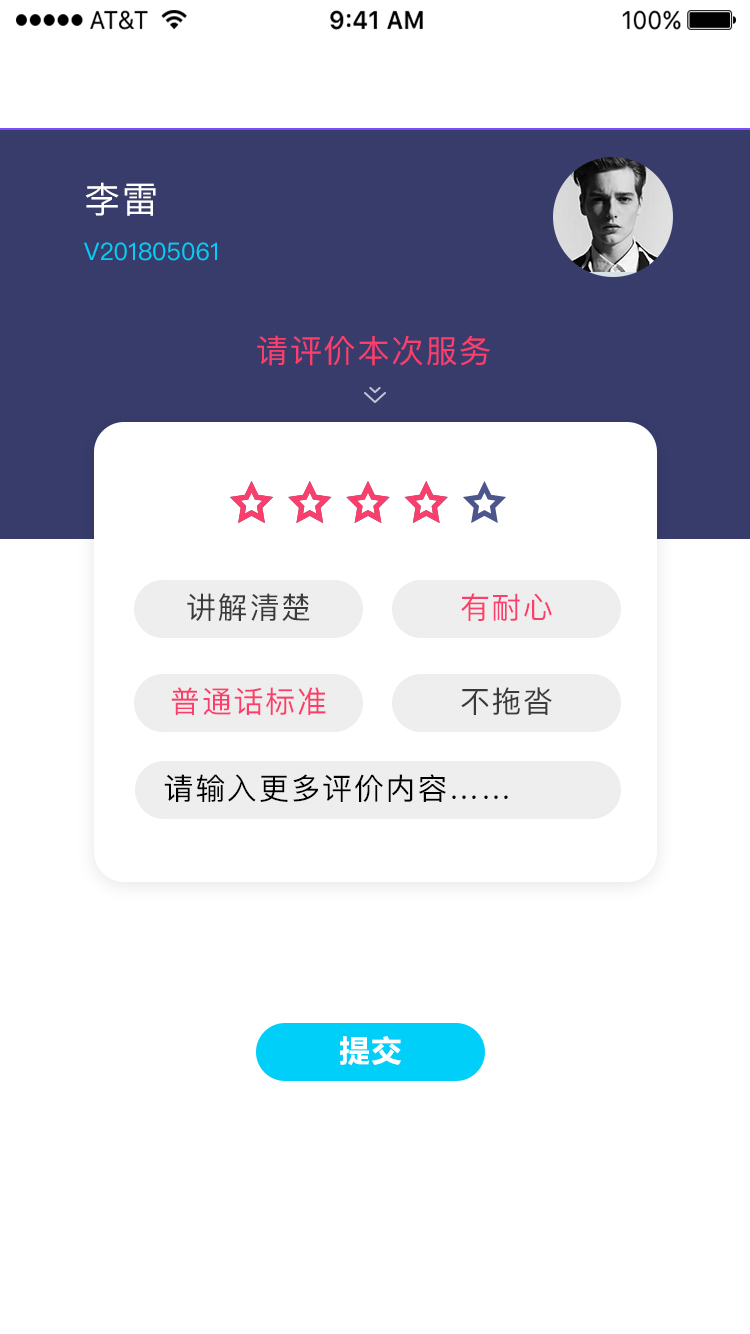 AT&T 9:41 AM 100%
李雷
V201805061
请评价本次服务
讲解清楚 有耐心
普通话标准 不拖沓
请输入更多评价内容……
提交